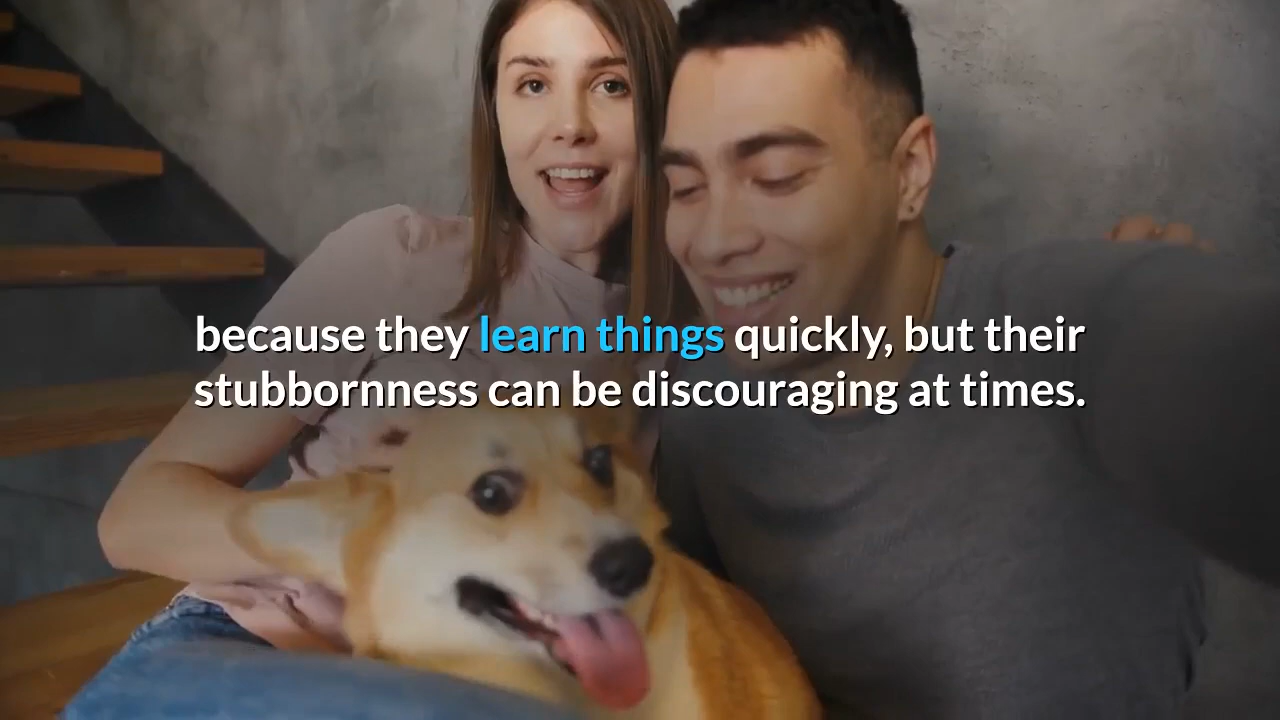 because they learn things quickly, but their
stubbornness can be discouraging at times.